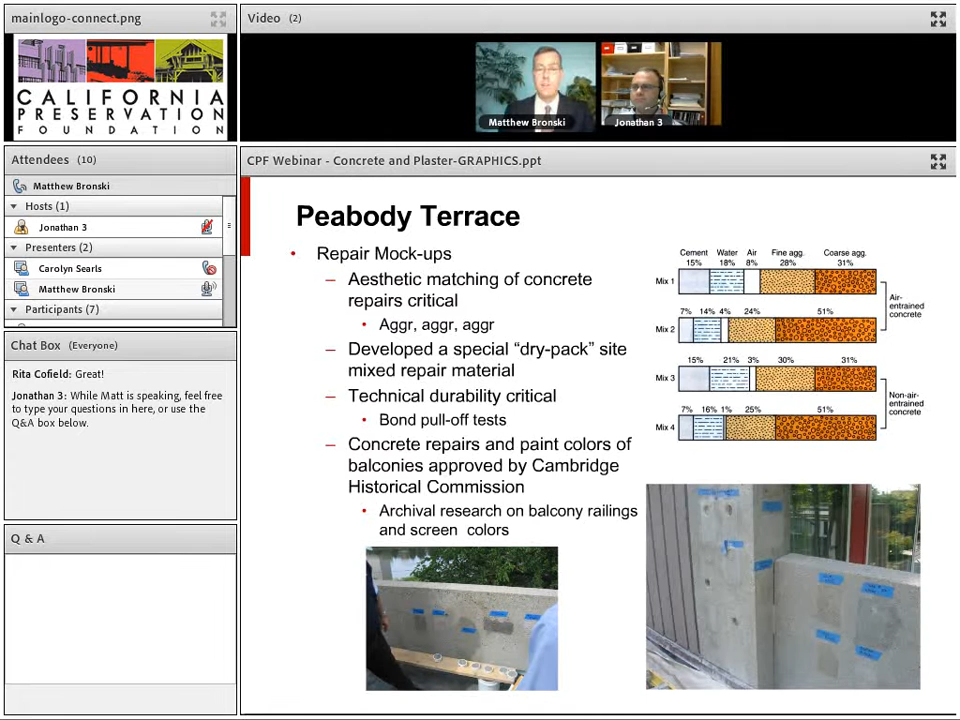 mainlogo-connect.png
CALIFORNIA
PRESERVATION
FOUNDATION
Video (2)
Matthew Bronski
Jonathan 3
Attendees (10)
Matthew Bronski
Hosts (1)
Jonathan 3
Presenters (2)
Carolyn Searls
Matthew Bronski
Participants (7)
Chat Box (Everyone)
Rita Cofield: Great!
Jonathan 3: While Matt is speaking, feel free
to type your questions in here, or use the
Q&A box below.
Q & A
CPF Webinar - Concrete and Plaster-GRAPHICS.ppt
Peabody Terrace
• Repair Mock-ups
– Aesthetic matching of concrete
repairs critical
• Aggr, aggr, aggr
– Developed a special “dry-pack” site
mixed repair material
– Technical durability critical
• Bond pull-off tests
– Concrete repairs and paint colors of
balconies approved by Cambridge
Historical Commission
• Archival research on balcony railings
and screen colors
Cement Water Air Fine agg. Coarse agg.
15% 18% 8% 28% 31%
Mix 1
7% 14% 4% 24% 51%
Mix 2
Air-
entrained
concrete
15% 21% 3% 30% 31%
Mix 3
7% 16% 1% 25% 51%
Mix 4
Non-air-
entrained
concrete